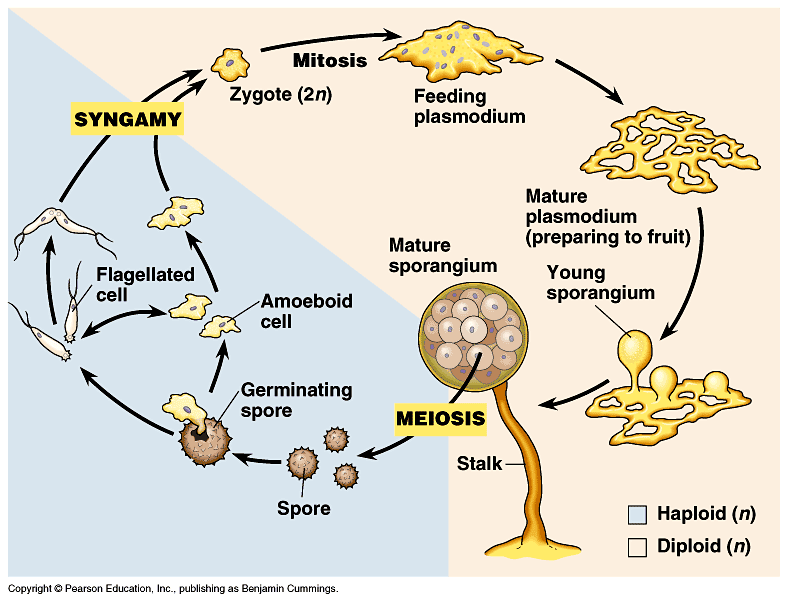 Mitosis
Zygote (2n)
Feeding
plasmodium
SYNGAMY
Mature
plasmodium
(preparing to fruit)
Mature
sporangium
Young
sporangium
Flagellated
cell
Amoeboid
cell
Germinating
spore
MEIOSIS
Stalk
Spore
Haploid (n)
Diploid (n)
Copyright © Pearson Education, Inc., publishing as Benjamin Cummings.